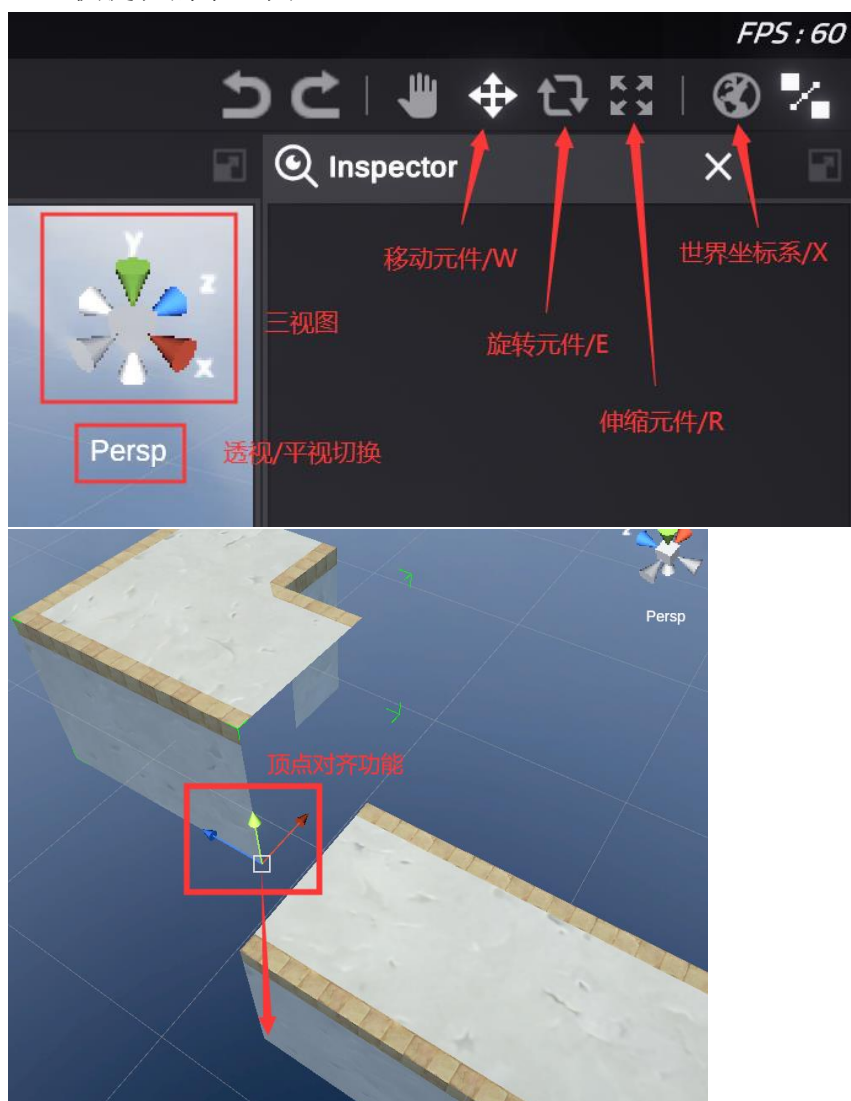 FPS : 60
Inspector
移动元件/W
世界坐标系/X
Y
z
x
三视图
旋转元件/E
伸缩元件/R
Persp
透视/平视切换
Persp
顶点对齐功能